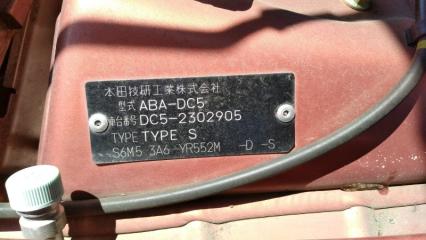 本田技研工業株式会社
型式 ABA-DC5
車台番号 DC5-2302905
TYPE TYPE S
S6M5 3A6 YR552M -D -S